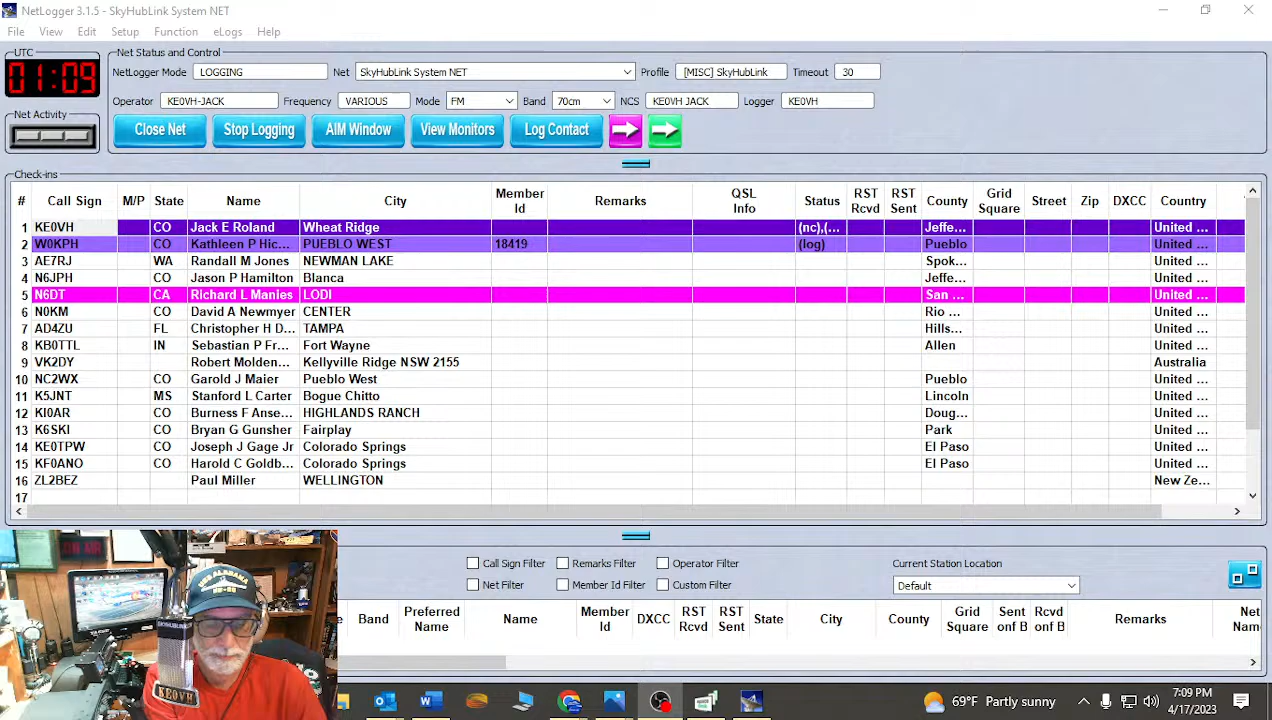 NetLogger 3.1.5 - SkyHubLink System NET
File View Edit Setup Function eLogs Help
UTC
01:09
Net Activity
Net Status and Control
NetLogger Mode LOGGING Net SkyHubLink System NET Profile [MISC] SkyHubLink Timeout 30
Operator KE0VH-JACK Frequency VARIOUS Mode FM Band 70cm NCS KE0VH JACK Logger KE0VH
Close Net Stop Logging AIM Window View Monitors Log Contact
Check-ins
# Call Sign M/P State Name City Member Id Remarks QSL Info Status RST Rcvd RST Sent County Grid Square Street Zip DXCC Country
1 KE0VH CO Jack E Roland Wheat Ridge (nc),(... Jeffe... United ...
2 W0KPH CO Kathleen P Hic... PUEBLO WEST 18419 (log) Pueblo United ...
3 AE7RJ WA Randall M Jones NEWMAN LAKE Spok... United ...
4 N6JPH CO Jason P Hamilton Blanca Jeffe... United ...
5 N6DT CA Richard L Manles LODI San ... United ...
6 N0KM CO David A Newmyer CENTER Rio ... United ...
7 AD4ZU FL Christopher H D... TAMPA Hills... United ...
8 KB0TTL IN Sebastian P Fr... Fort Wayne Allen United ...
9 VK2DY Robert Molden... Kellyville Ridge NSW 2155 Australia
10 NC2WX CO Garold J Maier Pueblo West Pueblo United ...
11 K5JNT MS Stanford L Carter Bogue Chitto Lincoln United ...
12 KI0AR CO Burness F Anse... HIGHLANDS RANCH Doug... United ...
13 K6SKI CO Bryan G Gunsher Fairplay Park United ...
14 KE0TPW CO Joseph J Gage Jr Colorado Springs El Paso United ...
15 KF0ANO CO Harold C Goldb... Colorado Springs El Paso United ...
16 ZL2BEZ Paul Miller WELLINGTON New Ze...
17
Call Sign Filter Remarks Filter Operator Filter
Net Filter Member Id Filter Custom Filter
Current Station Location
Default
e Band Preferred Name Name Member Id DXCC RST Rcvd RST Sent State City County Grid Square Sent onf B Rcvd onf B Remarks Net Name
ON AIR
USS ALABAMA
SKYHUBLINK
KE0VH
69°F Partly sunny
7:09 PM
4/17/2023